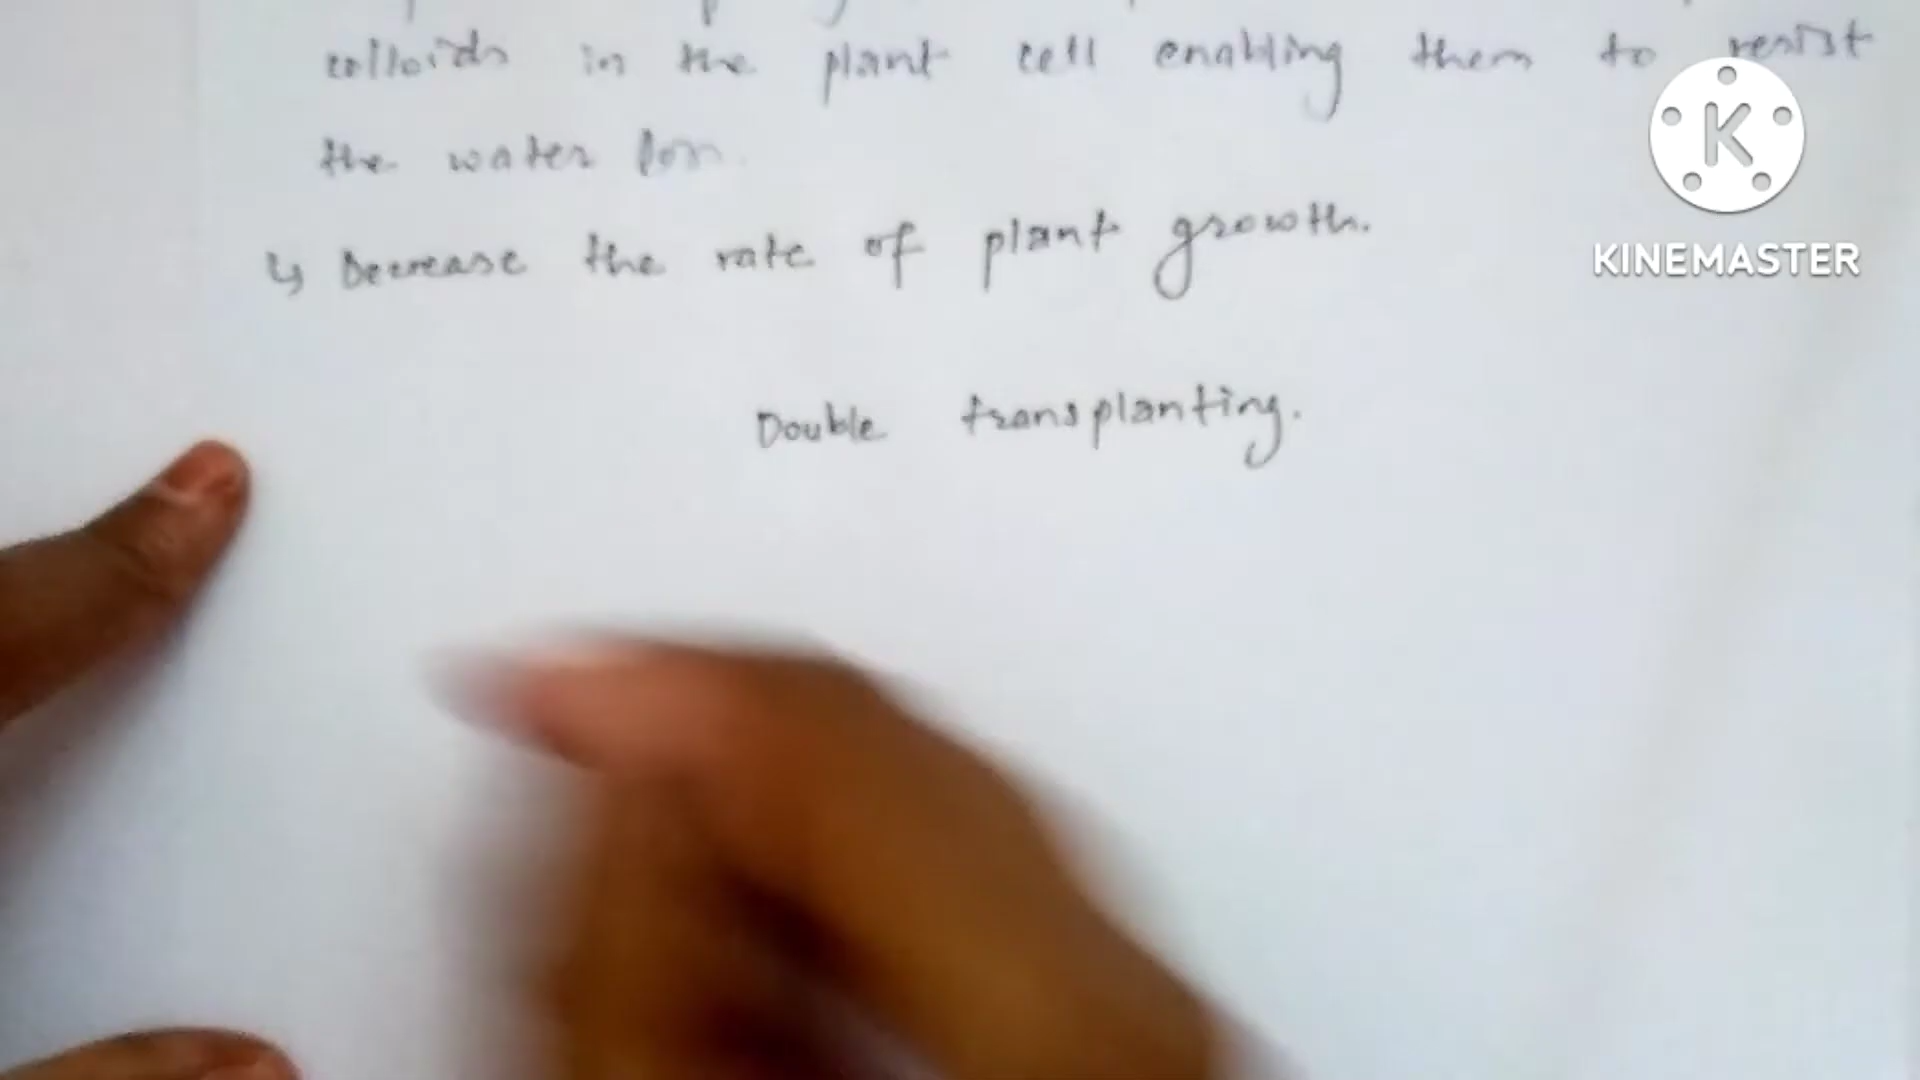 colloids in the plant cell enabling them to resist
the water loss.
↳ Decrease the rate of plant growth.
Double transplanting.
K
KINEMASTER